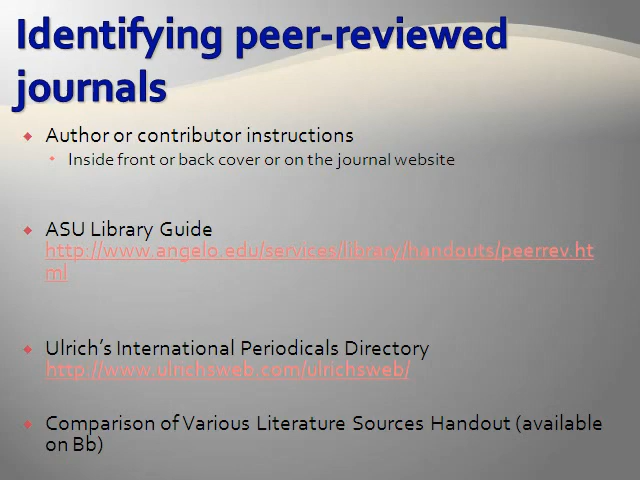 Identifying peer-reviewed
journals
Author or contributor instructions
Inside front or back cover or on the journal website
ASU Library Guide
http://www.angelo.edu/services/library/handouts/peerrev.ht
ml
Ulrich’s International Periodicals Directory
http://www.ulrichsweb.com/ulrichsweb/
Comparison of Various Literature Sources Handout (available
on Bb)